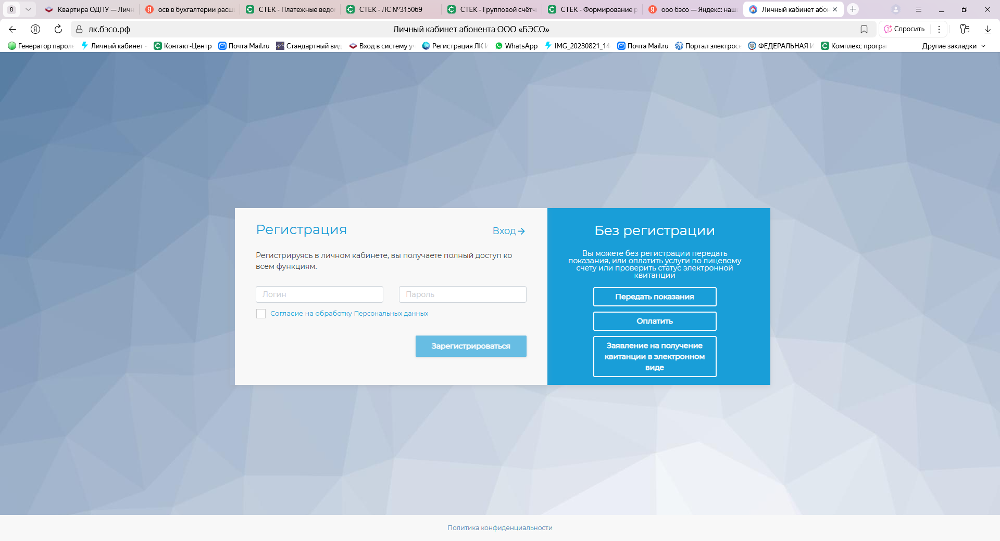 8
Квартира ОДПУ — Личн
осв в бухгалтерии расш
СТЕК - Платежные ведо
СТЕК - ЛС №315069
СТЕК - Групповой счётч
СТЕК - Формирование р
ооо бэсо — Яндекс: наш
Личный кабинет абон
лк.бэсо.рф
Личный кабинет абонента ООО «БЭСО»
Спросить
Генератор пароле
Личный кабинет -
Контакт-Центр
Почта Mail.ru
Стандартный вид
Вход в систему уч
Регистрация ЛК И
WhatsApp
IMG_20230821_14
Почта Mail.ru
Портал электросе
ФЕДЕРАЛЬНАЯ И
Комплекс програ
Другие закладки
Регистрация
Вход
Регистрируясь в личном кабинете, вы получаете полный доступ ко
всем функциям.
Логин
Пароль
Согласие на обработку Персональных данных
Зарегистрироваться
Без регистрации
Вы можете без регистрации передать
показания, или оплатить услуги по лицевому
счету или проверить статус электронной
квитанции
Передать показания
Оплатить
Заявление на получение
квитанции в электронном
виде
Политика конфиденциальности